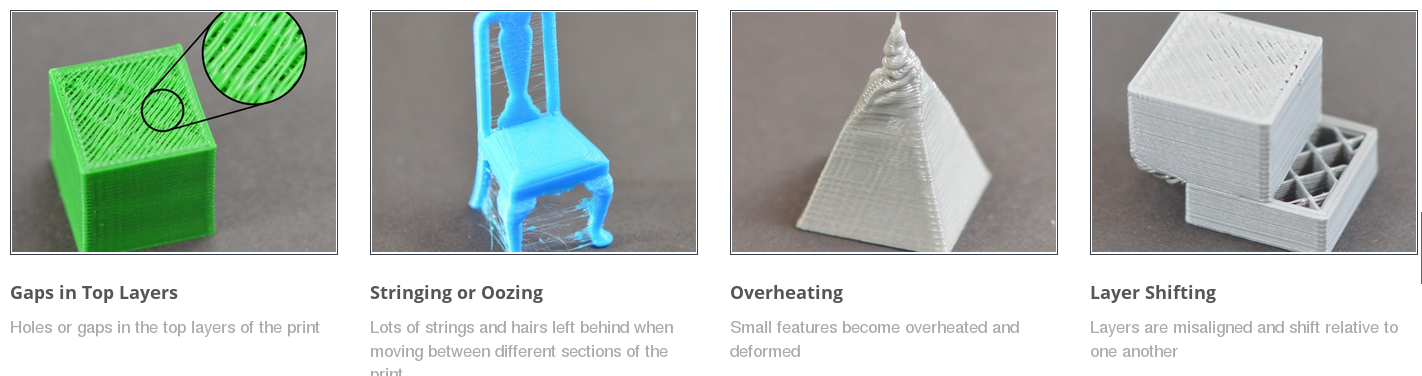 Gaps in Top Layers
Holes or gaps in the top layers of the print
Stringing or Oozing
Lots of strings and hairs left behind when
moving between different sections of the
print
Overheating
Small features become overheated and
deformed
Layer Shifting
Layers are misaligned and shift relative to
one another